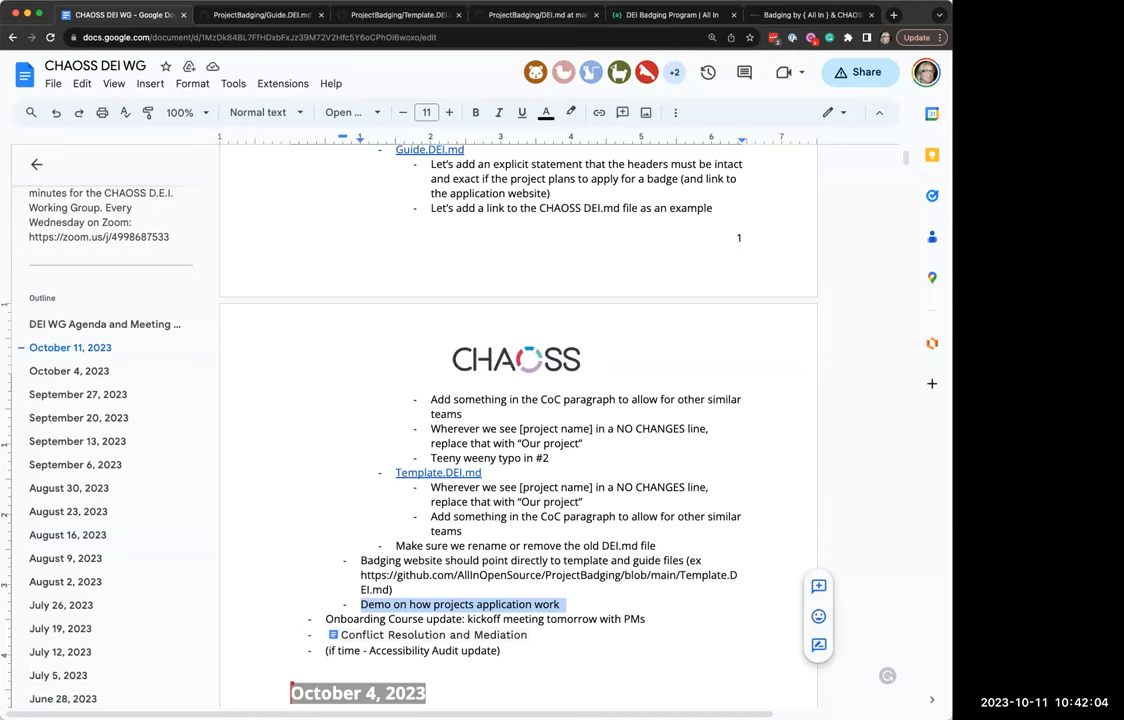 CHAOSS DEI WG - Google Do
ProjectBadging/Guide.DEI.md
ProjectBadging/Template.DEI.
ProjectBadging/DEI.md at mai
DEI Badging Program | All In
Badging by { All In } & CHAOS
docs.google.com/document/d/1MzDk84BL7FfHDxbFxJz39M72V2Hfc5Y6oCPhOl6woxo/edit
Update
CHAOSS DEI WG
+2
Share
File Edit View Insert Format Tools Extensions Help
100%
Normal text
Open ...
11
1 1 2 3 4 5 6 7
minutes for the CHAOSS D.E.I.
Working Group. Every
Wednesday on Zoom:
https://zoom.us/j/4998687533
Outline
DEI WG Agenda and Meeting ...
October 11, 2023
October 4, 2023
September 27, 2023
September 20, 2023
September 13, 2023
September 6, 2023
August 30, 2023
August 23, 2023
August 16, 2023
August 9, 2023
August 2, 2023
July 26, 2023
July 19, 2023
July 12, 2023
July 5, 2023
June 28, 2023
- Guide.DEI.md
- Let's add an explicit statement that the headers must be intact
and exact if the project plans to apply for a badge (and link to
the application website)
- Let's add a link to the CHAOSS DEI.md file as an example
1
CHAOSS
- Add something in the CoC paragraph to allow for other similar
teams
- Wherever we see [project name] in a NO CHANGES line,
replace that with "Our project"
- Teeny weeny typo in #2
- Template.DEI.md
- Wherever we see [project name] in a NO CHANGES line,
replace that with "Our project"
- Add something in the CoC paragraph to allow for other similar
teams
- Make sure we rename or remove the old DEI.md file
- Badging website should point directly to template and guide files (ex
https://github.com/AllInOpenSource/ProjectBadging/blob/main/Template.D
EI.md)
- Demo on how projects application work
- Onboarding Course update: kickoff meeting tomorrow with PMs
- Conflict Resolution and Mediation
- (if time - Accessibility Audit update)
October 4, 2023
2023-10-11 10:42:04